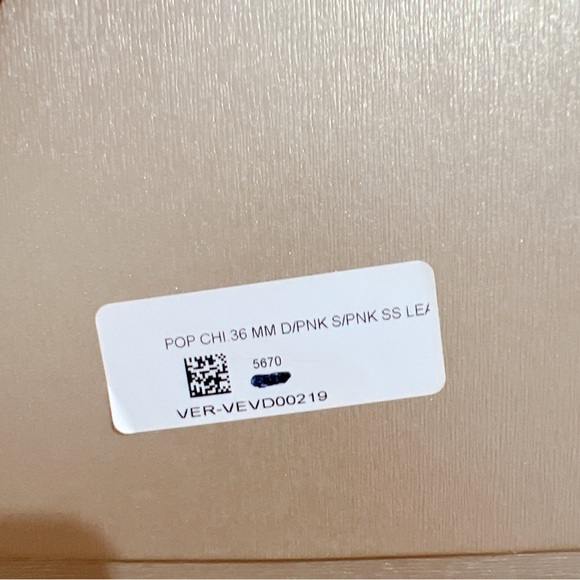 POP CHI.36 MM D/PNK S/PNK SS LEA
5670
VER-VEVD00219